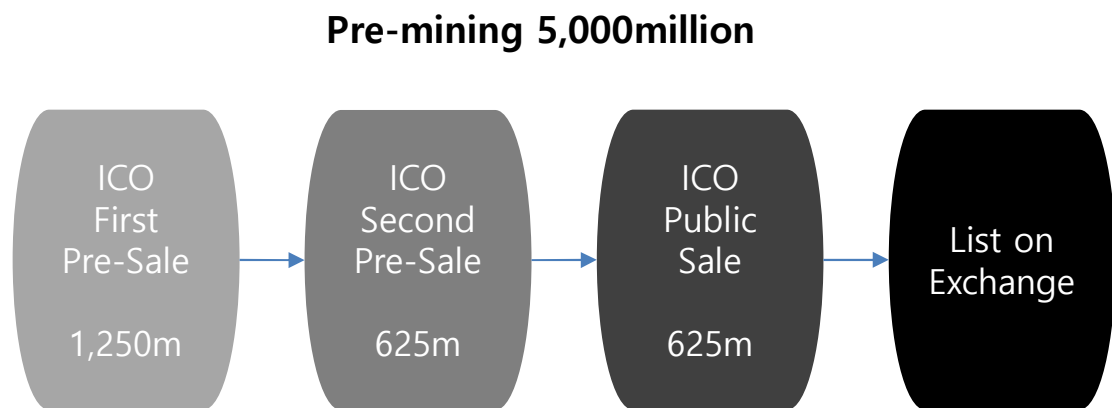 Pre-mining 5,000million
ICO
First
Pre-Sale
1,250m
ICO
Second
Pre-Sale
625m
ICO
Public
Sale
625m
List on
Exchange